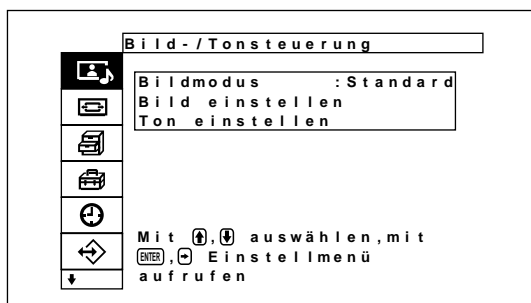 Bild-/Tonsteuerung
Bildmodus :Standard
Bild einstellen
Ton einstellen
Mit ↑,↓ auswählen,mit
ENTER,→ Einstellmenü
aufrufen